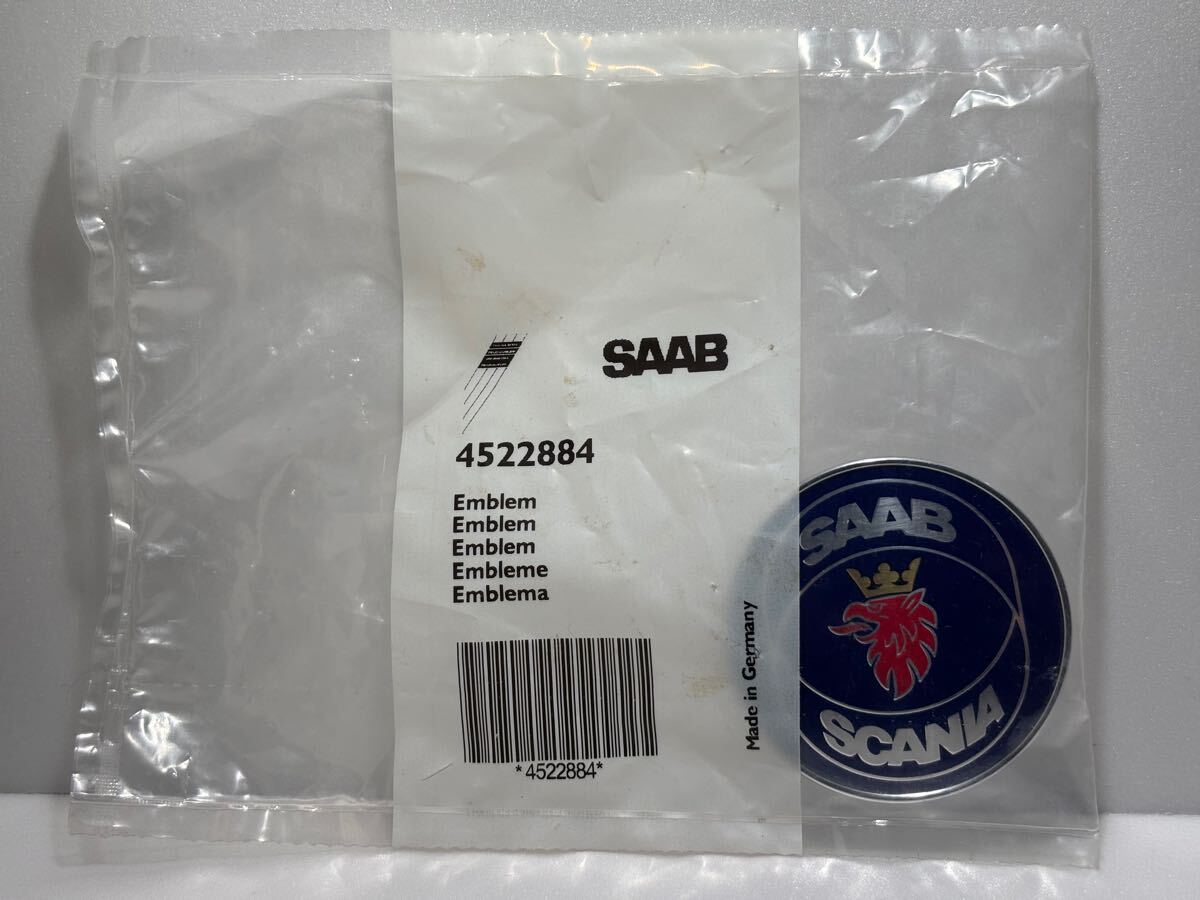 SAAB
4522884
Emblem
Emblem
Emblem
Embleme
Emblema
*4522884*
Made in Germany
SAAB
SCANIA